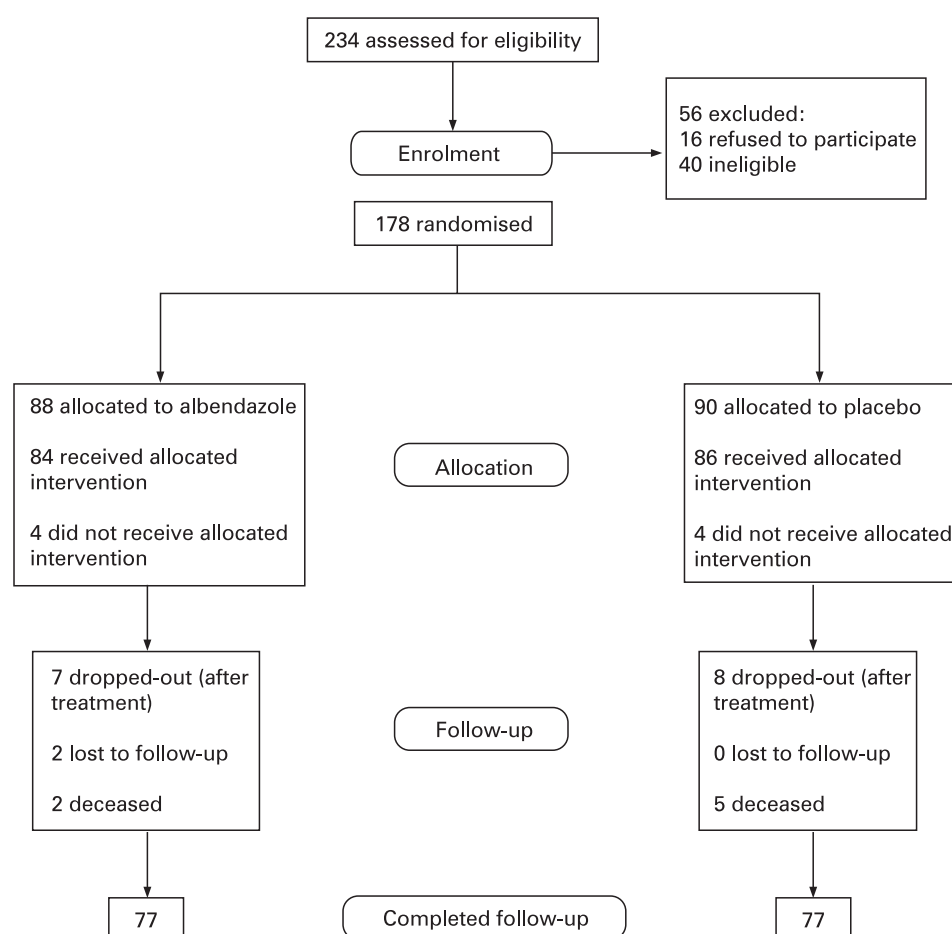 234 assessed for eligibility
Enrolment
56 excluded:
16 refused to participate
40 ineligible
178 randomised
88 allocated to albendazole
84 received allocated
intervention
4 did not receive allocated
intervention
Allocation
90 allocated to placebo
86 received allocated
intervention
4 did not receive allocated
intervention
7 dropped-out (after
treatment)
2 lost to follow-up
2 deceased
Follow-up
8 dropped-out (after
treatment)
0 lost to follow-up
5 deceased
77
Completed follow-up
77